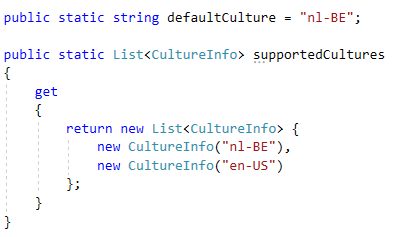 public static string defaultCulture = "nl-BE";
public static List<CultureInfo> supportedCultures
{
get
{
return new List<CultureInfo> {
new CultureInfo("nl-BE"),
new CultureInfo("en-US")
};
}
}